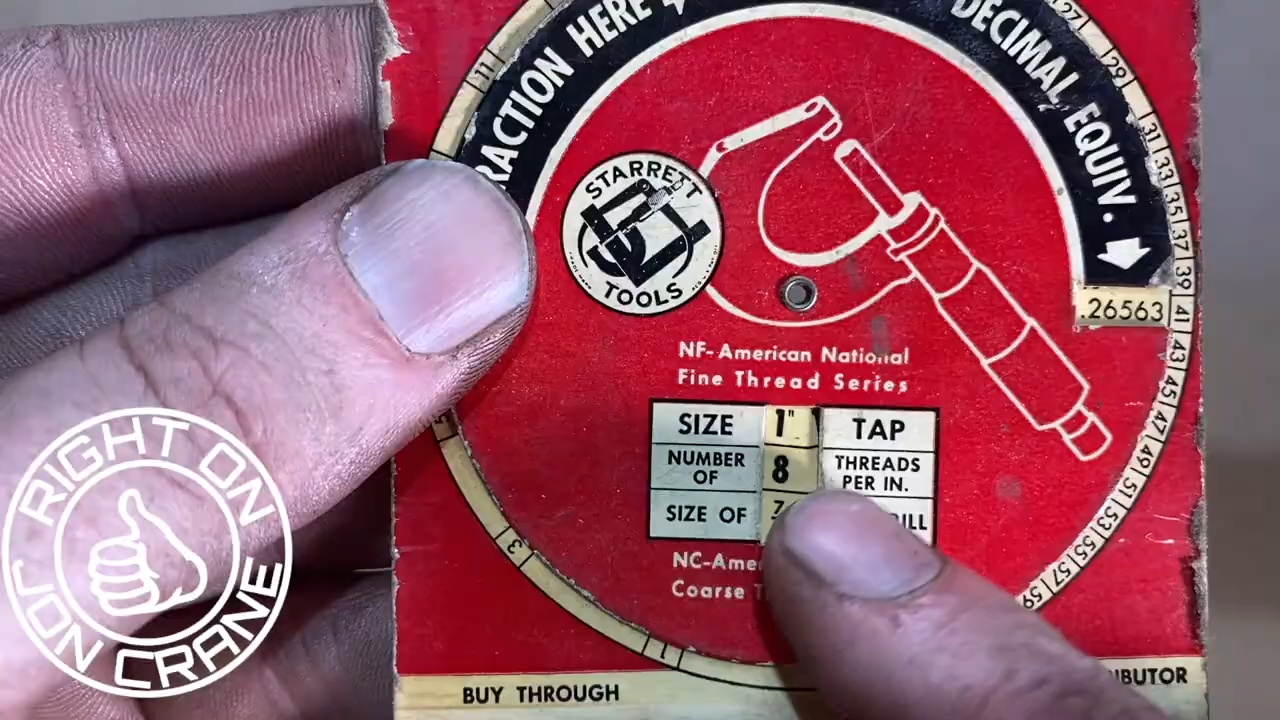 RACTION HERE
DECIMAL EQUIV.
11
27
29
31
33
35
37
39
41
43
45
47
49
51
53
55
57
59
.26563
STARRETT
TOOLS
NF-American National
Fine Thread Series
SIZE 1" TAP
NUMBER OF 8 THREADS PER IN.
SIZE OF
NC-Amer
Coarse T
3
1
BUY THROUGH
RIGHT ON
JON CRANE